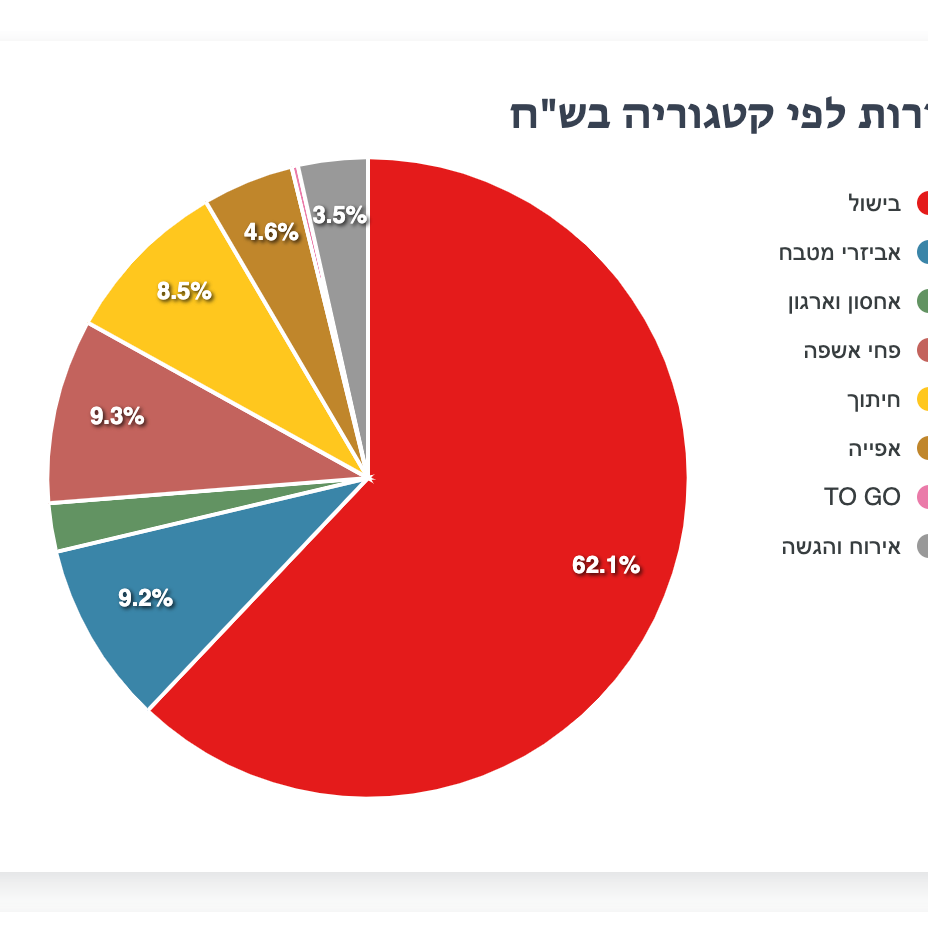 לפי קטגוריה בש"ח
בישול
אביזרי מטבח
אחסון וארגון
פחי אשפה
חיתוך
אפייה
TO GO
אירוח והגשה
3.5%
4.6%
8.5%
9.3%
9.2%
62.1%